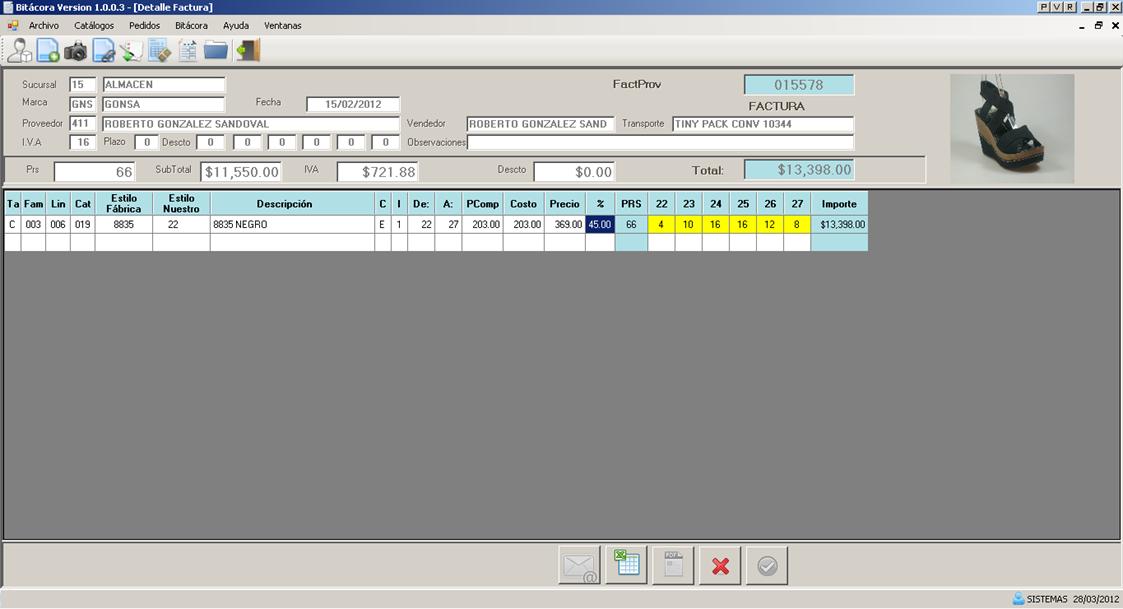 Bitácora Version 1.0.0.3 - [Detalle Factura]
P V R
Archivo Catálogos Pedidos Bitácora Ayuda Ventanas
Sucursal 15 ALMACEN FactProv 015578
Marca GNS GONSA Fecha 15/02/2012 FACTURA
Proveedor 411 ROBERTO GONZALEZ SANDOVAL Vendedor ROBERTO GONZALEZ SAND Transporte TINY PACK CONV 10344
I.V.A 16 Plazo 0 Descto 0 0 0 0 0 0 Observaciones
Prs 66 SubTotal $11,550.00 IVA $721.88 Descto $0.00 Total: $13,398.00
Ta Fam Lin Cat Estilo Fábrica Estilo Nuestro Descripción C I De: A: PComp Costo Precio % PRS 22 23 24 25 26 27 Importe
C 003 006 019 8835 22 8835 NEGRO E 1 22 27 203.00 203.00 369.00 45.00 66 4 10 16 16 12 8 $13,398.00
PDF
SISTEMAS 28/03/2012